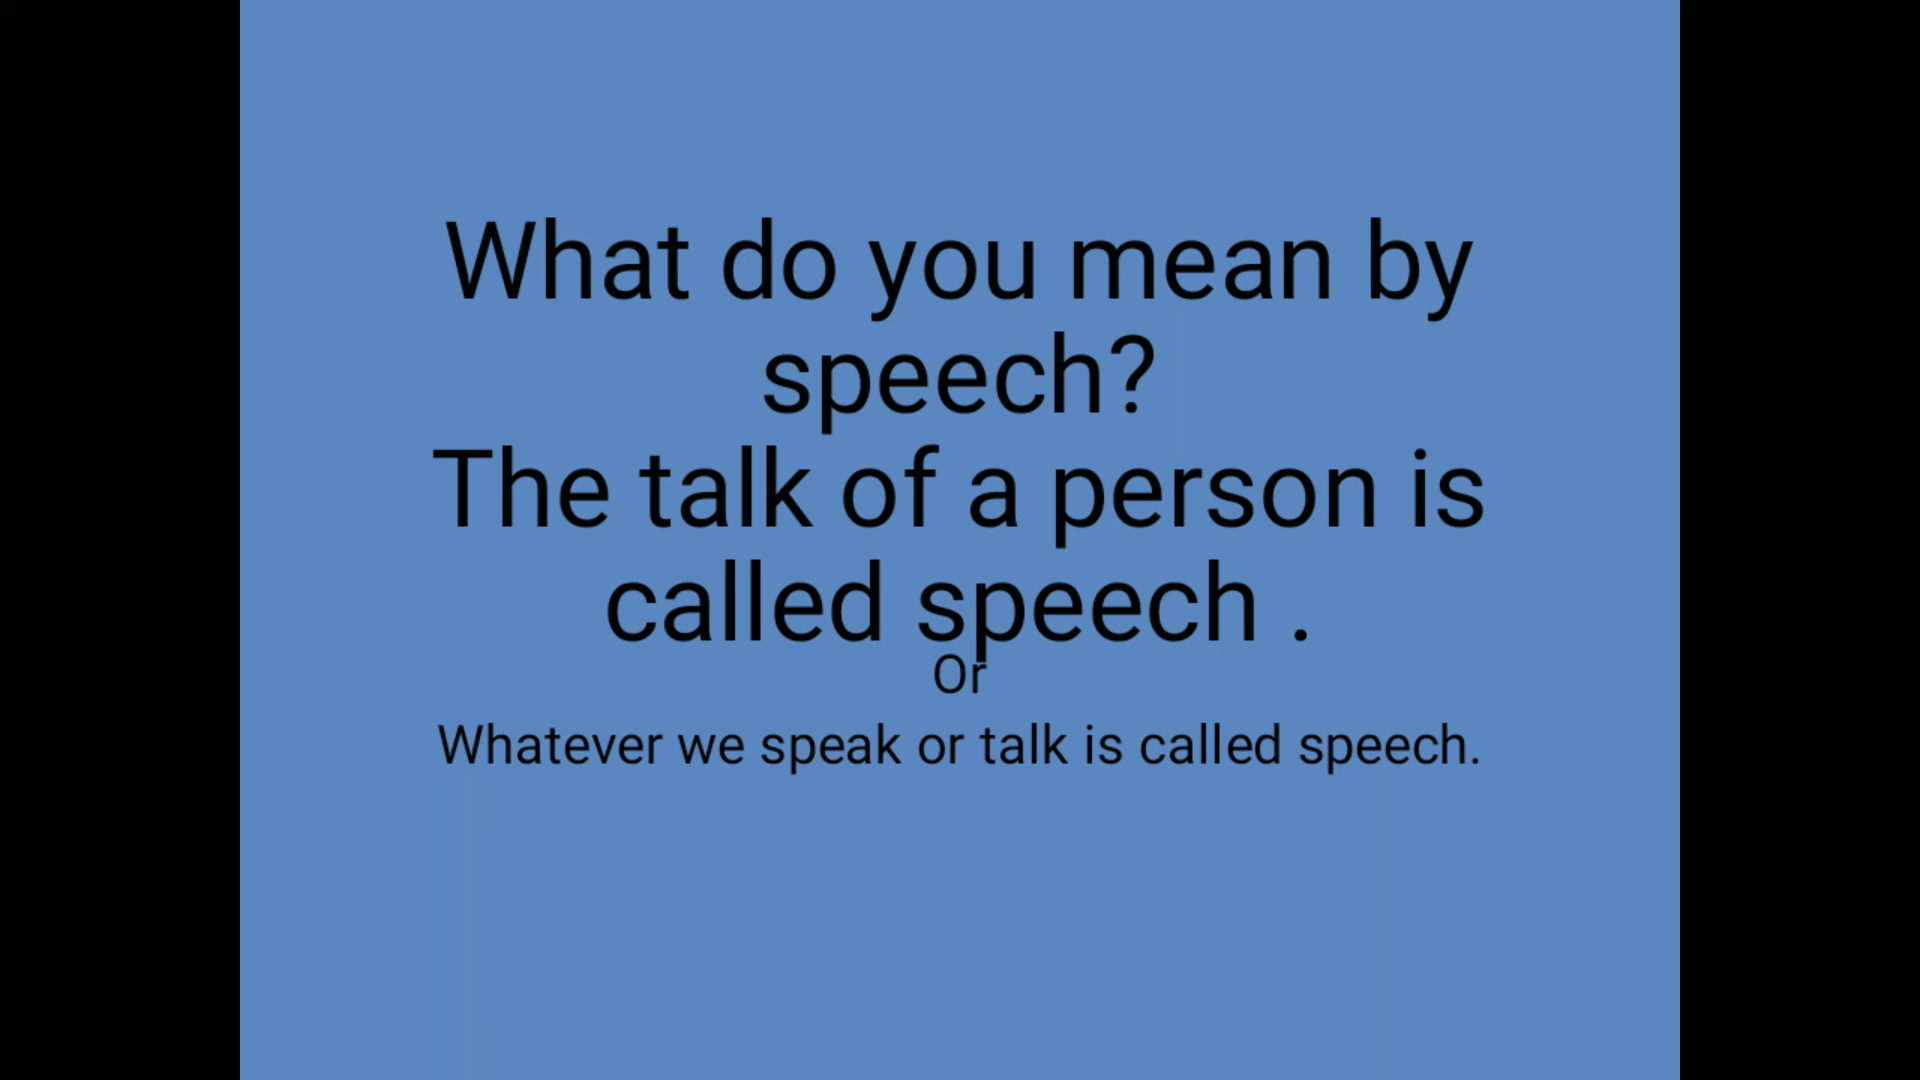 What do you mean by
speech?
The talk of a person is
called speech .
Or
Whatever we speak or talk is called speech.